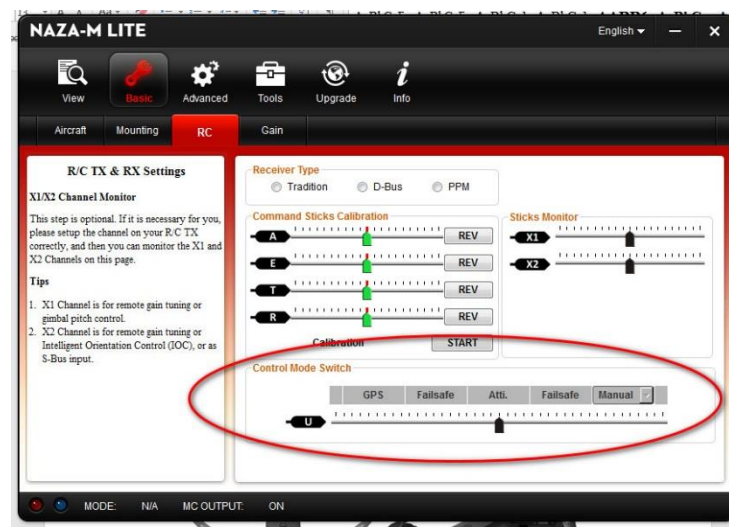 NAZA-M LITE
English
View
Basic
Advanced
Tools
Upgrade
Info
Aircraft
Mounting
RC
Gain
R/C TX & RX Settings
X1/X2 Channel Monitor
This step is optional. If it is necessary for you,
please setup the channel on your R/C TX
correctly, and then you can monitor the X1 and
X2 Channels on this page.
Tips
1. X1 Channel is for remote gain tuning or
gimbal pitch control.
2. X2 Channel is for remote gain tuning or
Intelligent Orientation Control (IOC), or as
S-Bus input.
Receiver Type
Tradition
D-Bus
PPM
Command Sticks Calibration
A
REV
E
REV
T
REV
R
REV
Calibration
START
Sticks Monitor
X1
X2
Control Mode Switch
GPS
Failsafe
Atti.
Failsafe
Manual
U
MODE:
N/A
MC OUTPUT:
ON